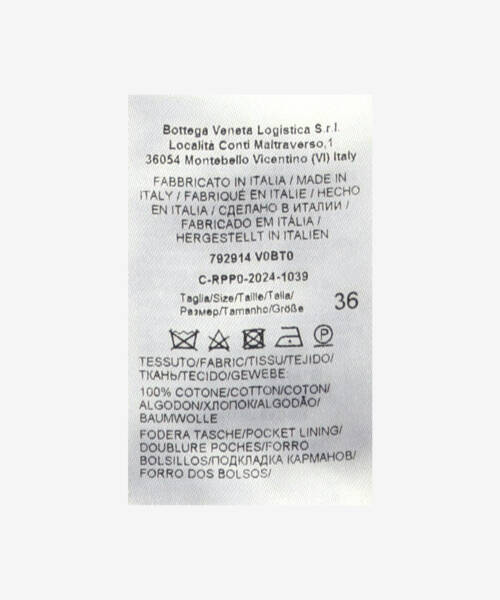 Bottega Veneta Logistica S.r.l.
Località Conti Maltraverso,1
36054 Montebello Vicentino (VI) Italy
FABBRICATO IN ITALIA / MADE IN
ITALY / FABRIQUÉ EN ITALIE / HECHO
EN ITALIA / СДЕЛАНО В ИТАЛИИ /
FABRICADO EM ITÁLIA /
HERGESTELLT IN ITALIEN
792914 V0BT0
C-RPP0-2024-1039
Taglia/Size/Taille/Talla/
Размер/Tamanho/Größe
36
P
TESSUTO/FABRIC/TISSU/TEJIDO/
ТКАНЬ/TECIDO/GEWEBE:
100% COTONE/COTTON/COTON/
ALGODON/ХЛОПОК/ALGODÃO/
BAUMWOLLE
FODERA TASCHE/POCKET LINING/
DOUBLURE POCHES/FORRO
BOLSILLOS/ПОДКЛАДКА КАРМАНОВ/
FORRO DOS BOLSOS/